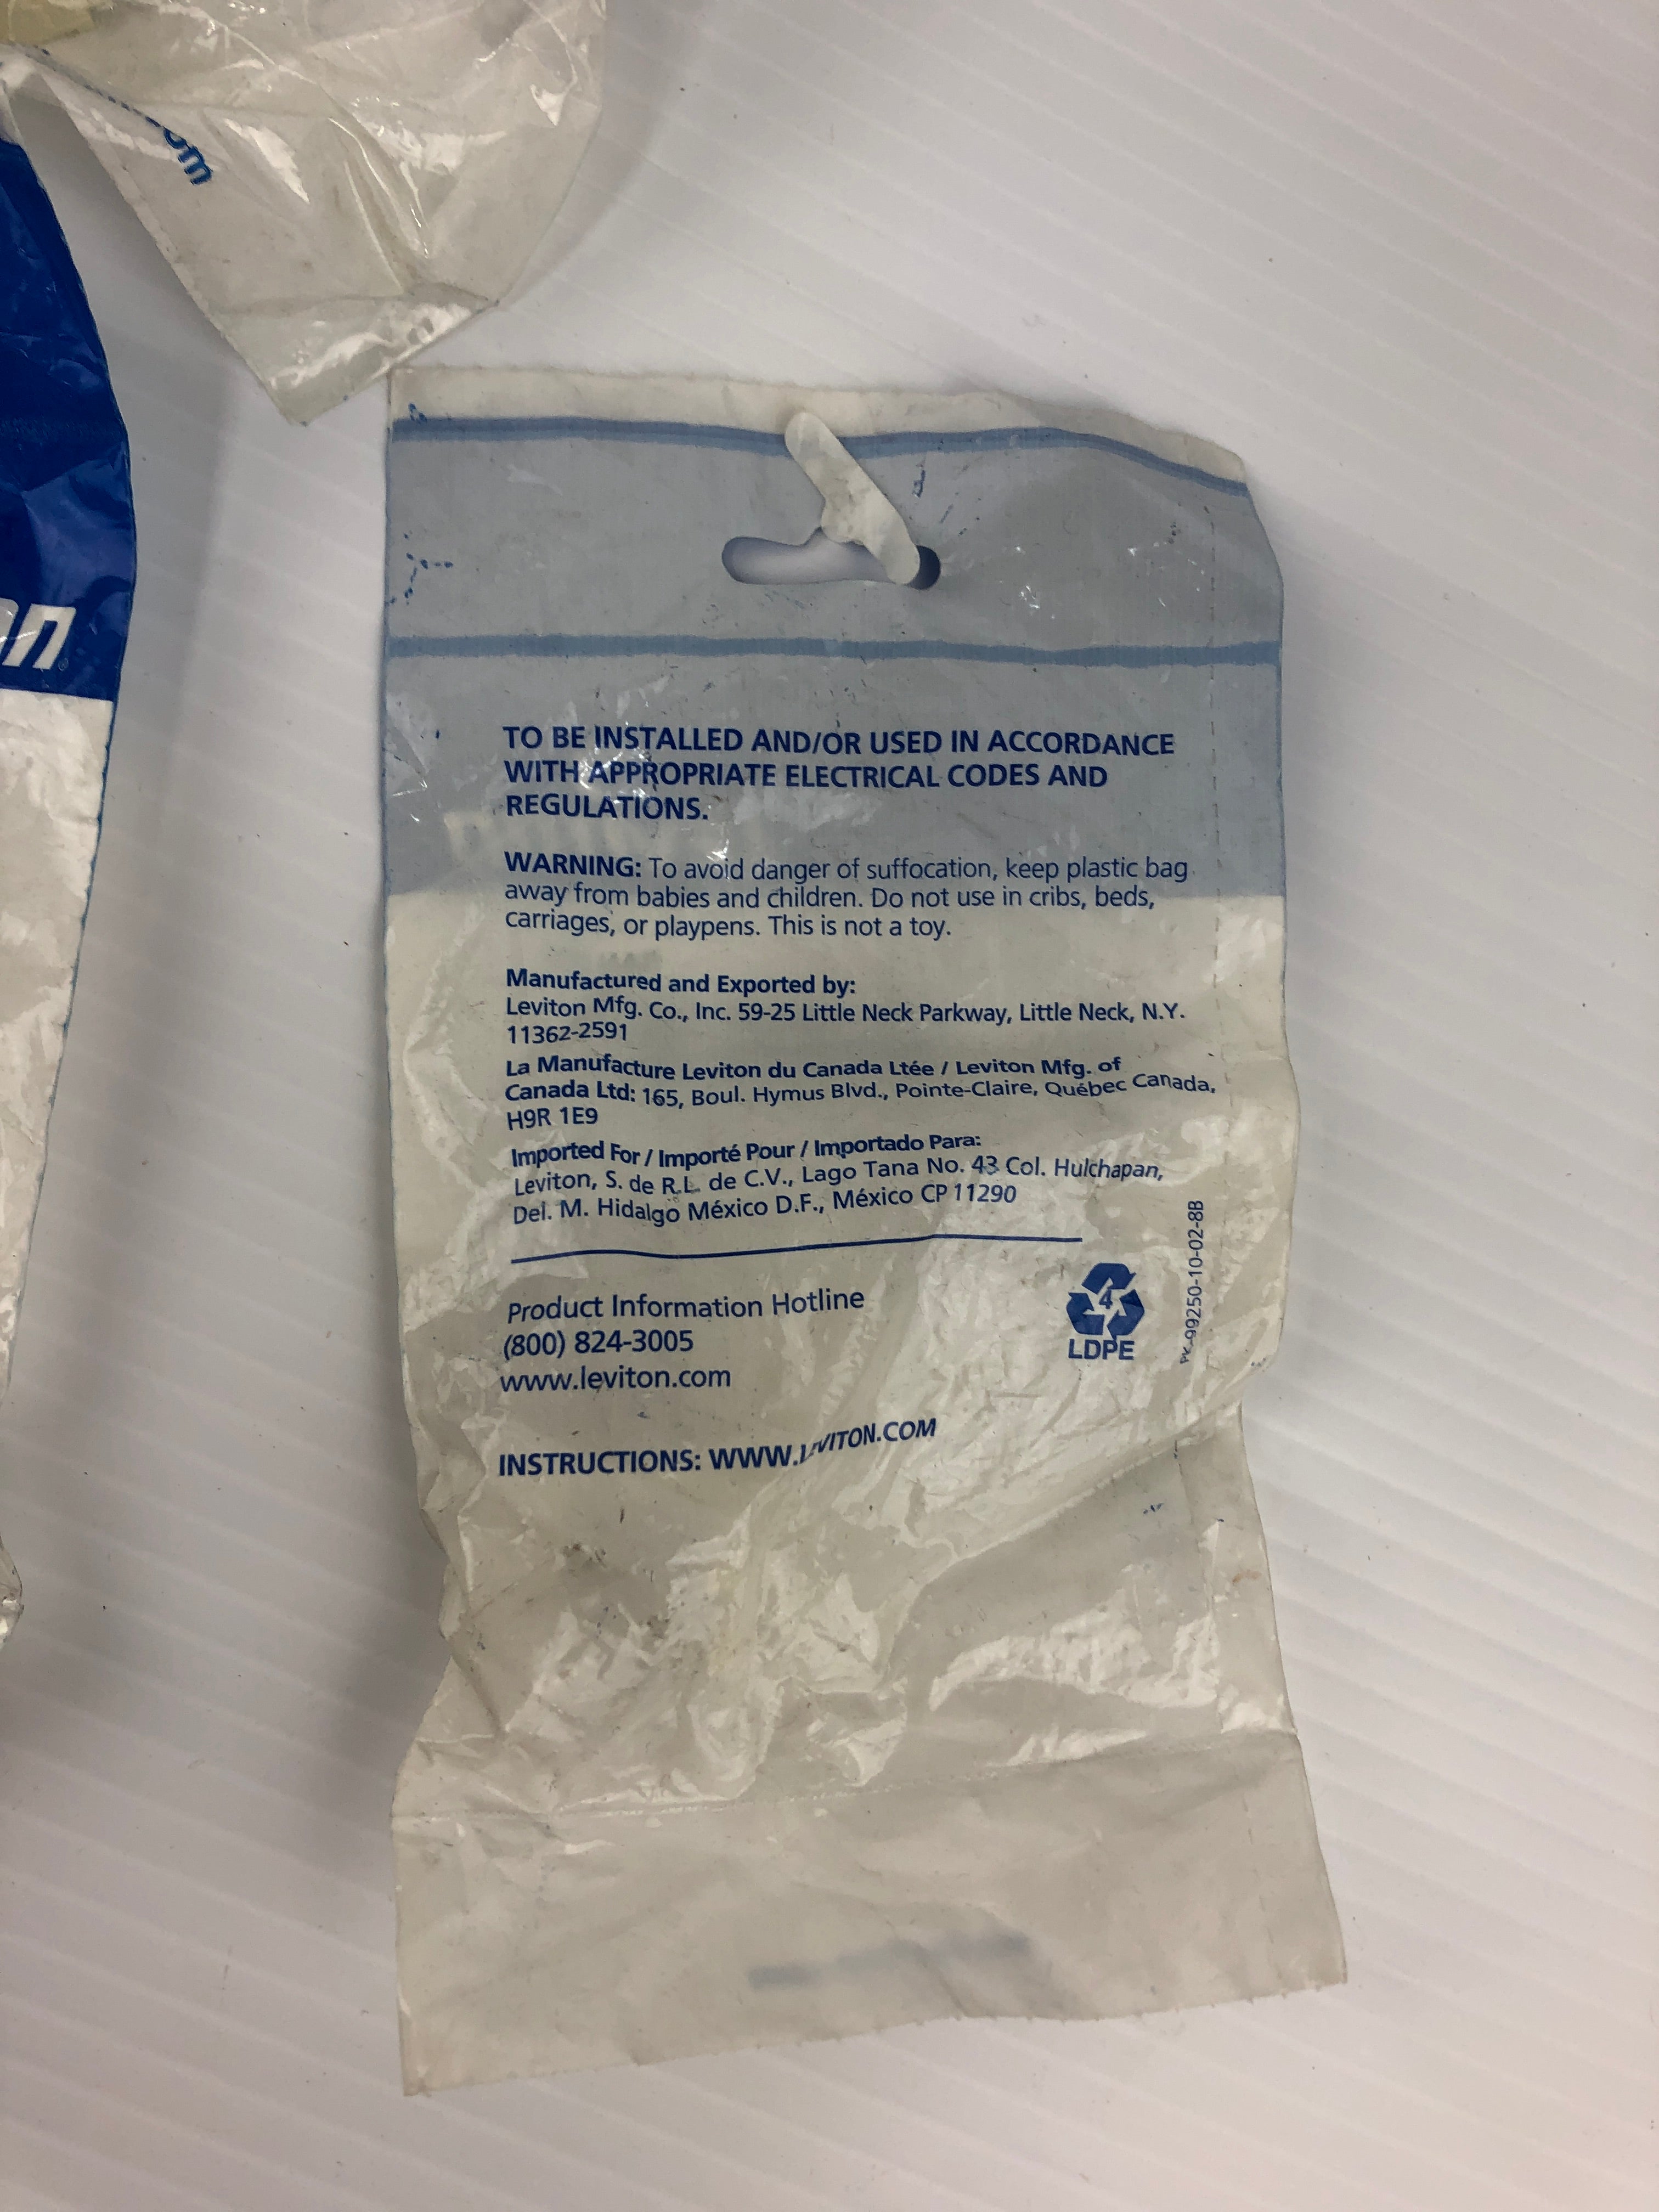 TO BE INSTALLED AND/OR USED IN ACCORDANCE
WITH APPROPRIATE ELECTRICAL CODES AND
REGULATIONS.
WARNING: To avoid danger of suffocation, keep plastic bag
away from babies and children. Do not use in cribs, beds,
carriages, or playpens. This is not a toy.
Manufactured and Exported by:
Leviton Mfg. Co., Inc. 59-25 Little Neck Parkway, Little Neck, N.Y.
11362-2591
La Manufacture Leviton du Canada Ltée / Leviton Mfg. of
Canada Ltd: 165, Boul. Hymus Blvd., Pointe-Claire, Québec Canada,
H9R 1E9
Imported For / Importé Pour / Importado Para:
Leviton, S. de R.L. de C.V., Lago Tana No. 43 Col. Hulchapan,
Del. M. Hidalgo México D.F., México CP 11290
Product Information Hotline
(800) 824-3005
www.leviton.com
INSTRUCTIONS: WWW.LEVITON.COM
4
LDPE
99250-10-02-8B